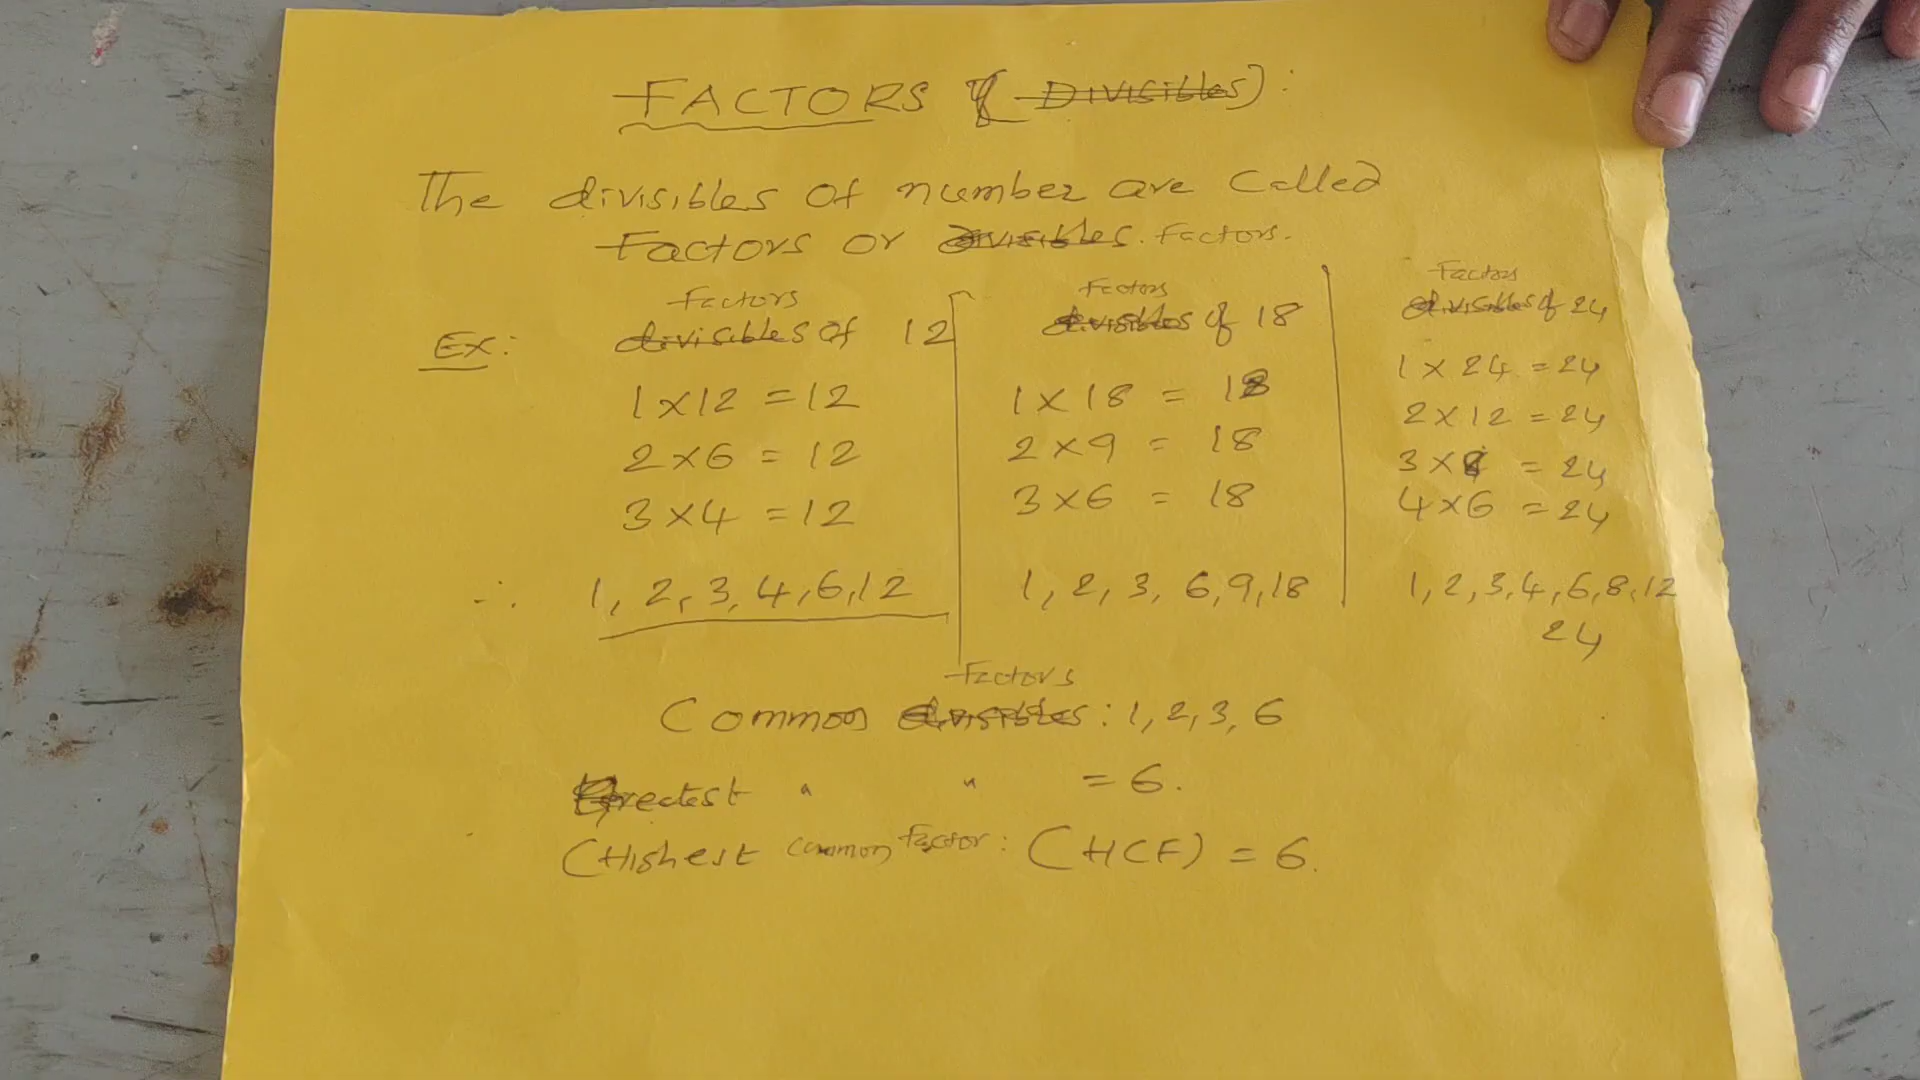 FACTORS (Divisibles):
The divisibles of number are called
Factors or divisibles. Factors.
Ex:
Factors
divisibles of 12
1 x 12 = 12
2 x 6 = 12
3 x 4 = 12
∴ 1, 2, 3, 4, 6, 12
Factors
divisibles of 18
1 x 18 = 18
2 x 9 = 18
3 x 6 = 18
1, 2, 3, 6, 9, 18
Factors
divisibles of 24
1 x 24 = 24
2 x 12 = 24
3 x 8 = 24
4 x 6 = 24
1, 2, 3, 4, 6, 8, 12
24
Factors
Common divisibles: 1, 2, 3, 6
Greatest " " = 6.
(Highest common factor: (HCF) = 6.